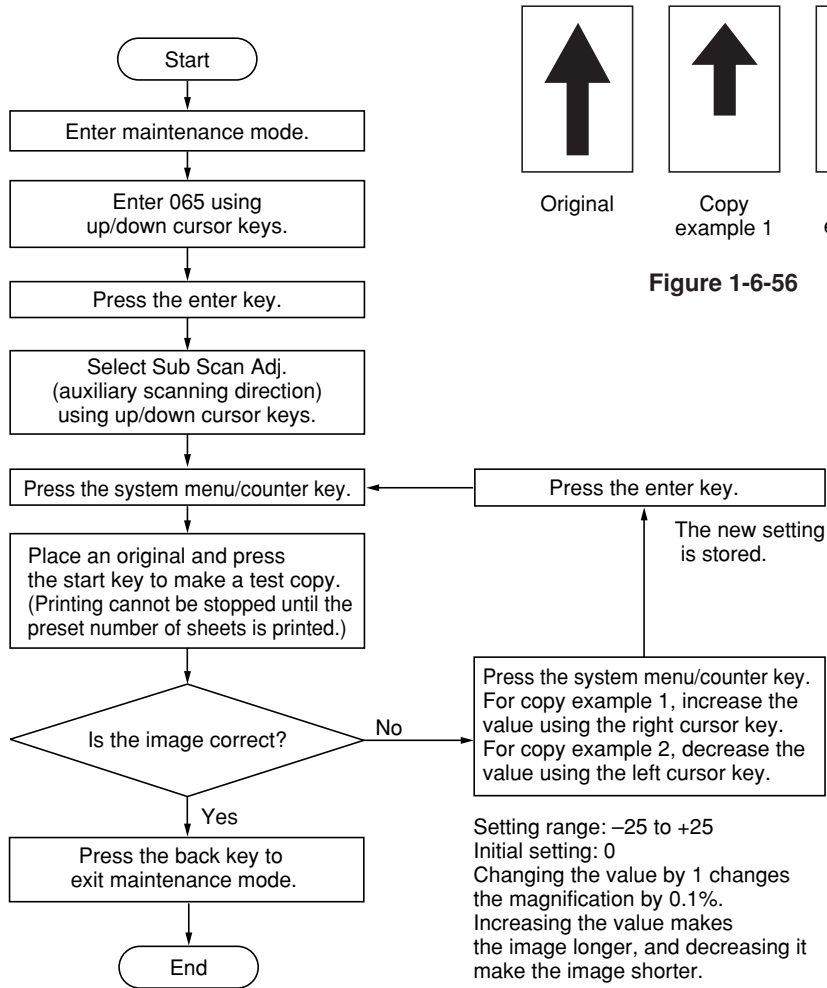 Start
Enter maintenance mode.
Enter 065 using
up/down cursor keys.
Press the enter key.
Select Sub Scan Adj.
(auxiliary scanning direction)
using up/down cursor keys.
Press the system menu/counter key.
Place an original and press
the start key to make a test copy.
(Printing cannot be stopped until the
preset number of sheets is printed.)
Is the image correct?
No
Yes
Press the back key to
exit maintenance mode.
End
Original
Copy
example 1
Figure 1-6-56
Press the enter key.
The new setting
is stored.
Press the system menu/counter key.
For copy example 1, increase the
value using the right cursor key.
For copy example 2, decrease the
value using the left cursor key.
Setting range: –25 to +25
Initial setting: 0
Changing the value by 1 changes
the magnification by 0.1%.
Increasing the value makes
the image longer, and decreasing it
make the image shorter.